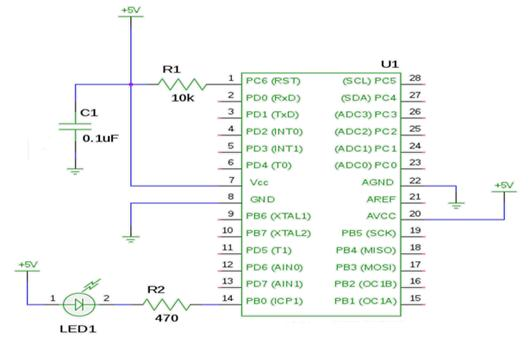 +5V
U1
R1
10k
C1
0.1uF
1 PC6 (RST) (SCL) PC5 28
2 PD0 (RxD) (SDA) PC4 27
3 PD1 (TxD) (ADC3) PC3 26
4 PD2 (INT0) (ADC2) PC2 25
5 PD3 (INT1) (ADC1) PC1 24
6 PD4 (T0) (ADC0) PC0 23
7 Vcc AGND 22
8 GND AREF 21
9 PB6 (XTAL1) AVCC 20
10 PB7 (XTAL2) PB5 (SCK) 19
11 PD5 (T1) PB4 (MISO) 18
12 PD6 (AIN0) PB3 (MOSI) 17
13 PD7 (AIN1) PB2 (OC1B) 16
14 PB0 (ICP1) PB1 (OC1A) 15
+5V
+5V
1 2
LED1
R2
470